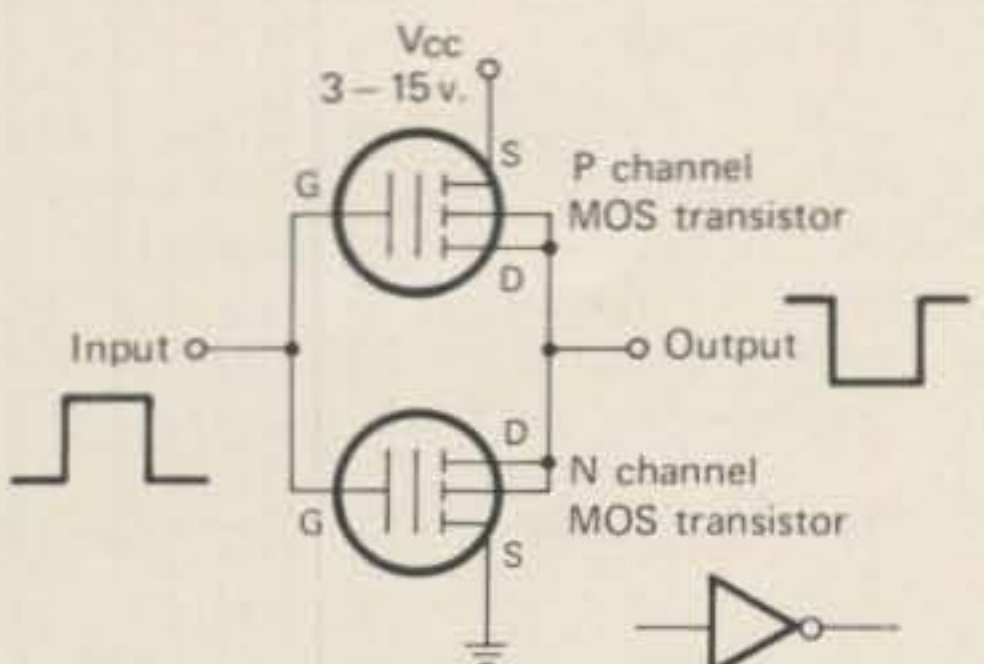 Vcc
3 – 15 v.
S
G
P channel
MOS transistor
D
Input
Output
D
N channel
G
MOS transistor
S